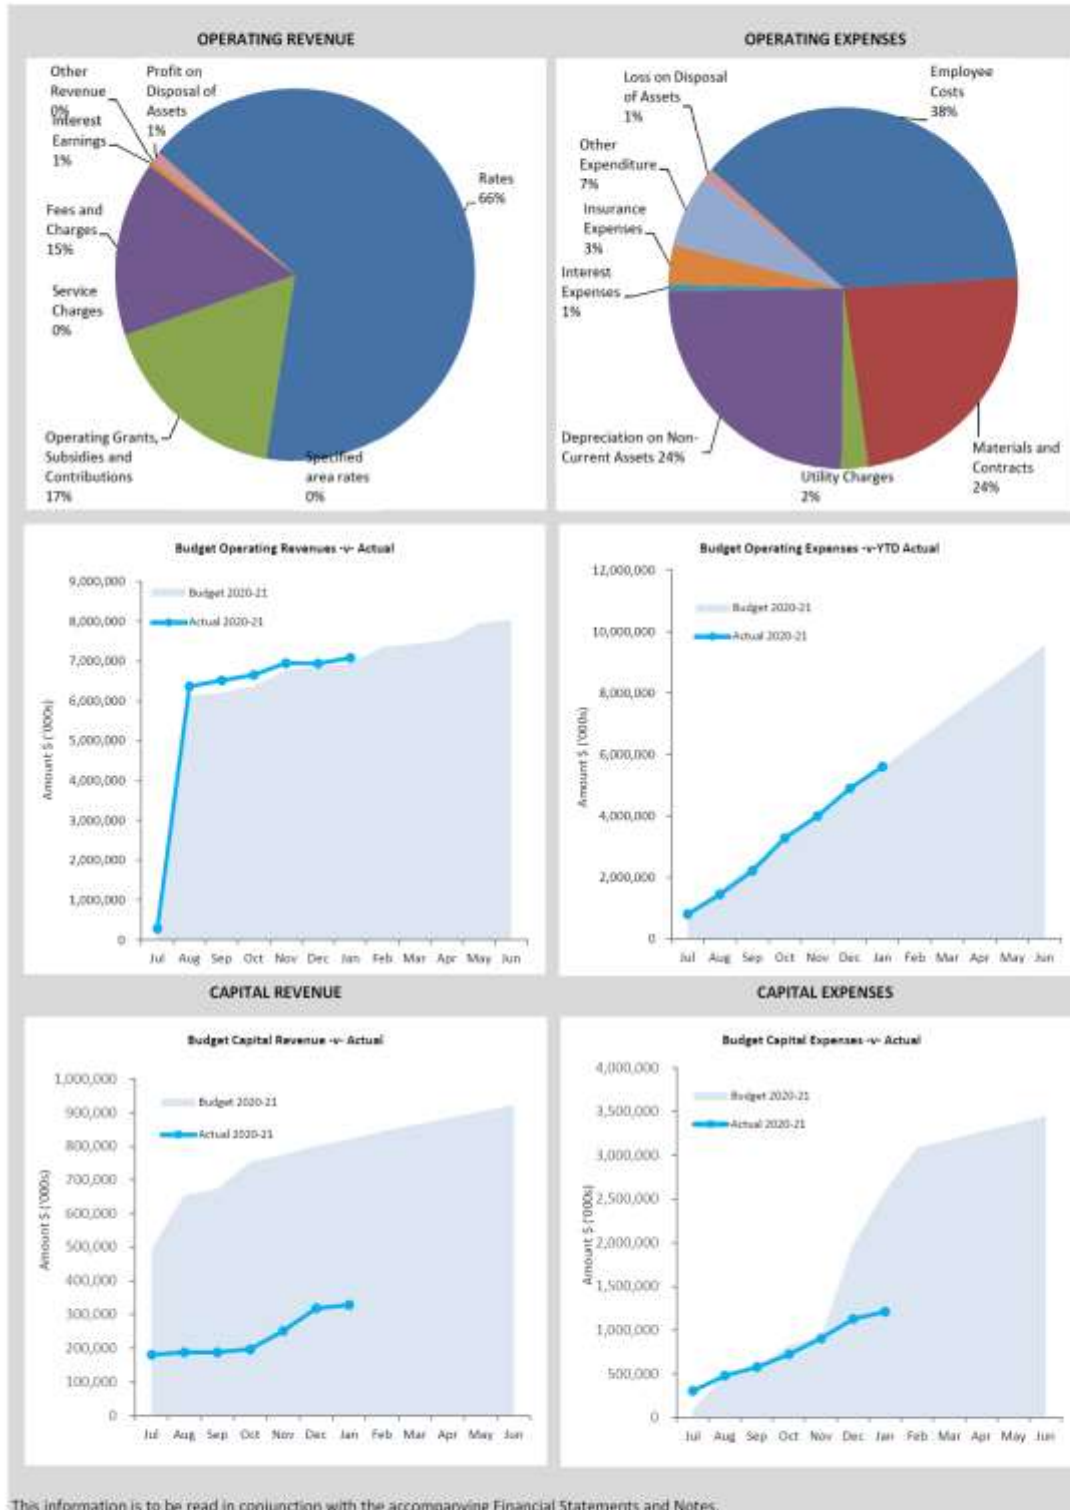 OPERATING REVENUE
Other
Revenue
0%
Profit on
Disposal of
Assets
1%
Interest
Earnings
1%
Rates
66%
Fees and
Charges
15%
Service
Charges
0%
Operating Grants,
Subsidies and
Contributions
17%
Specified
area rates
0%
OPERATING EXPENSES
Loss on Disposal
of Assets
1%
Employee
Costs
38%
Other
Expenditure
7%
Insurance
Expenses
3%
Interest
Expenses
1%
Depreciation on Non-
Current Assets 24%
Utility Charges
2%
Materials and
Contracts
24%
Budget Operating Revenues -v- Actual
Budget 2020-21
Actual 2020-21
Amount $ ('000s)
9,000,000
8,000,000
7,000,000
6,000,000
5,000,000
4,000,000
3,000,000
2,000,000
1,000,000
0
Jul Aug Sep Oct Nov Dec Jan Feb Mar Apr May Jun
Budget Operating Expenses -v-YTD Actual
Budget 2020-21
Actual 2020-21
Amount $ ('000s)
12,000,000
10,000,000
8,000,000
6,000,000
4,000,000
2,000,000
0
Jul Aug Sep Oct Nov Dec Jan Feb Mar Apr May Jun
CAPITAL REVENUE
Budget Capital Revenue -v- Actual
Budget 2020-21
Actual 2020-21
Amount $ ('000s)
1,000,000
900,000
800,000
700,000
600,000
500,000
400,000
300,000
200,000
100,000
0
Jul Aug Sep Oct Nov Dec Jan Feb Mar Apr May Jun
CAPITAL EXPENSES
Budget Capital Expenses -v- Actual
Budget 2020-21
Actual 2020-21
Amount $ ('000s)
4,000,000
3,500,000
3,000,000
2,500,000
2,000,000
1,500,000
1,000,000
500,000
0
Jul Aug Sep Oct Nov Dec Jan Feb Mar Apr May Jun
This information is to be read in conjunction with the accompanying Financial Statements and Notes.